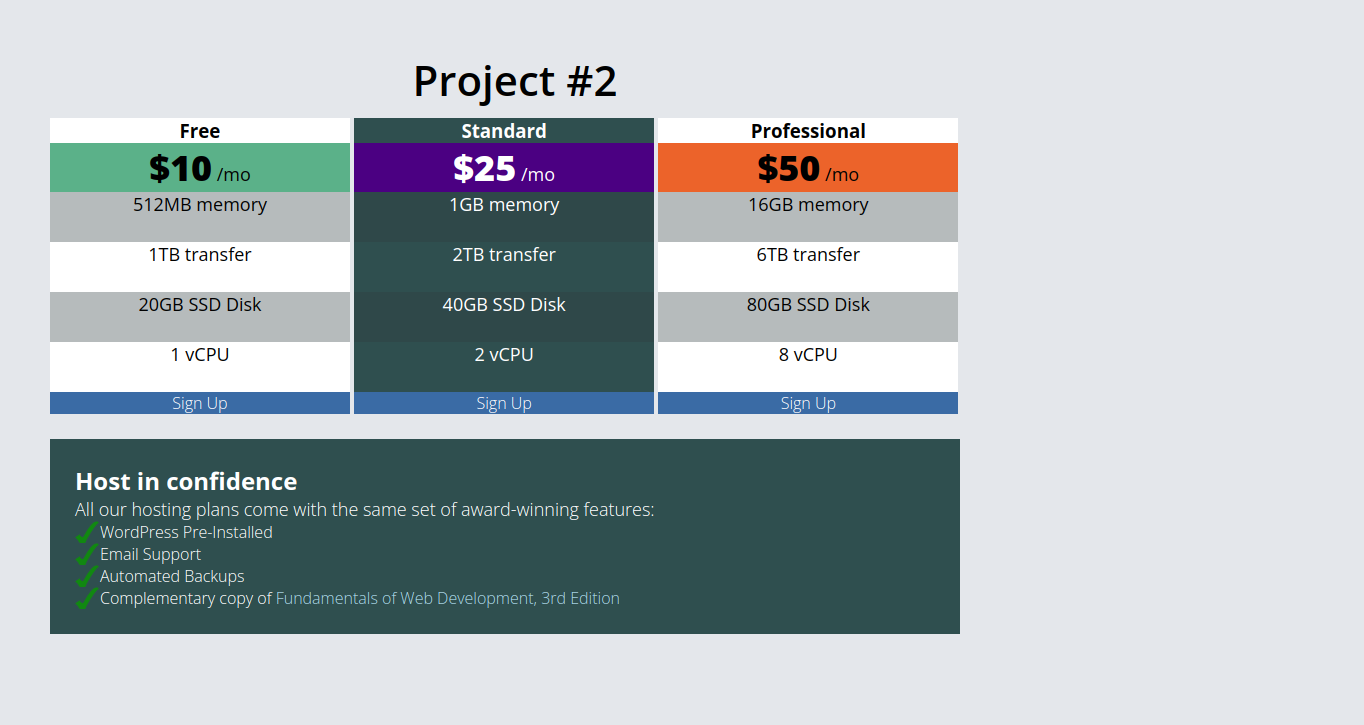 Project #2
Free Standard Professional
$10 /mo $25 /mo $50 /mo
512MB memory 1GB memory 16GB memory
1TB transfer 2TB transfer 6TB transfer
20GB SSD Disk 40GB SSD Disk 80GB SSD Disk
1 vCPU 2 vCPU 8 vCPU
Sign Up Sign Up Sign Up
Host in confidence
All our hosting plans come with the same set of award-winning features:
WordPress Pre-Installed
Email Support
Automated Backups
Complementary copy of Fundamentals of Web Development, 3rd Edition